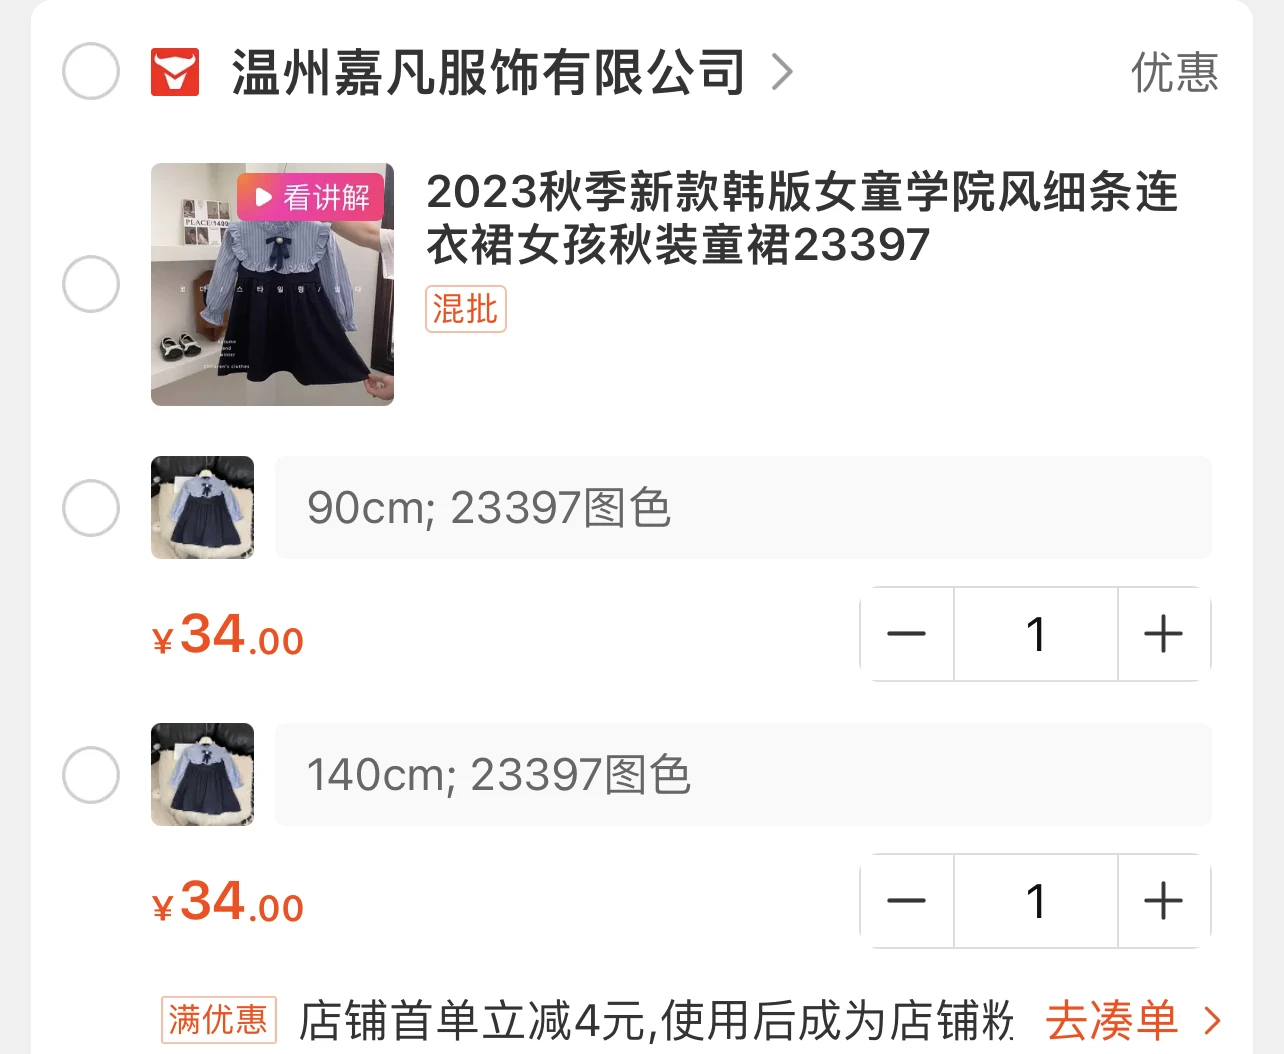 温州嘉凡服饰有限公司
优惠
看讲解
2023秋季新款韩版女童学院风细条连
衣裙女孩秋装童裙23397
混批
90cm; 23397图色
¥34.00
1
140cm; 23397图色
¥34.00
1
满优惠 店铺首单立减4元,使用后成为店铺粉 去凑单